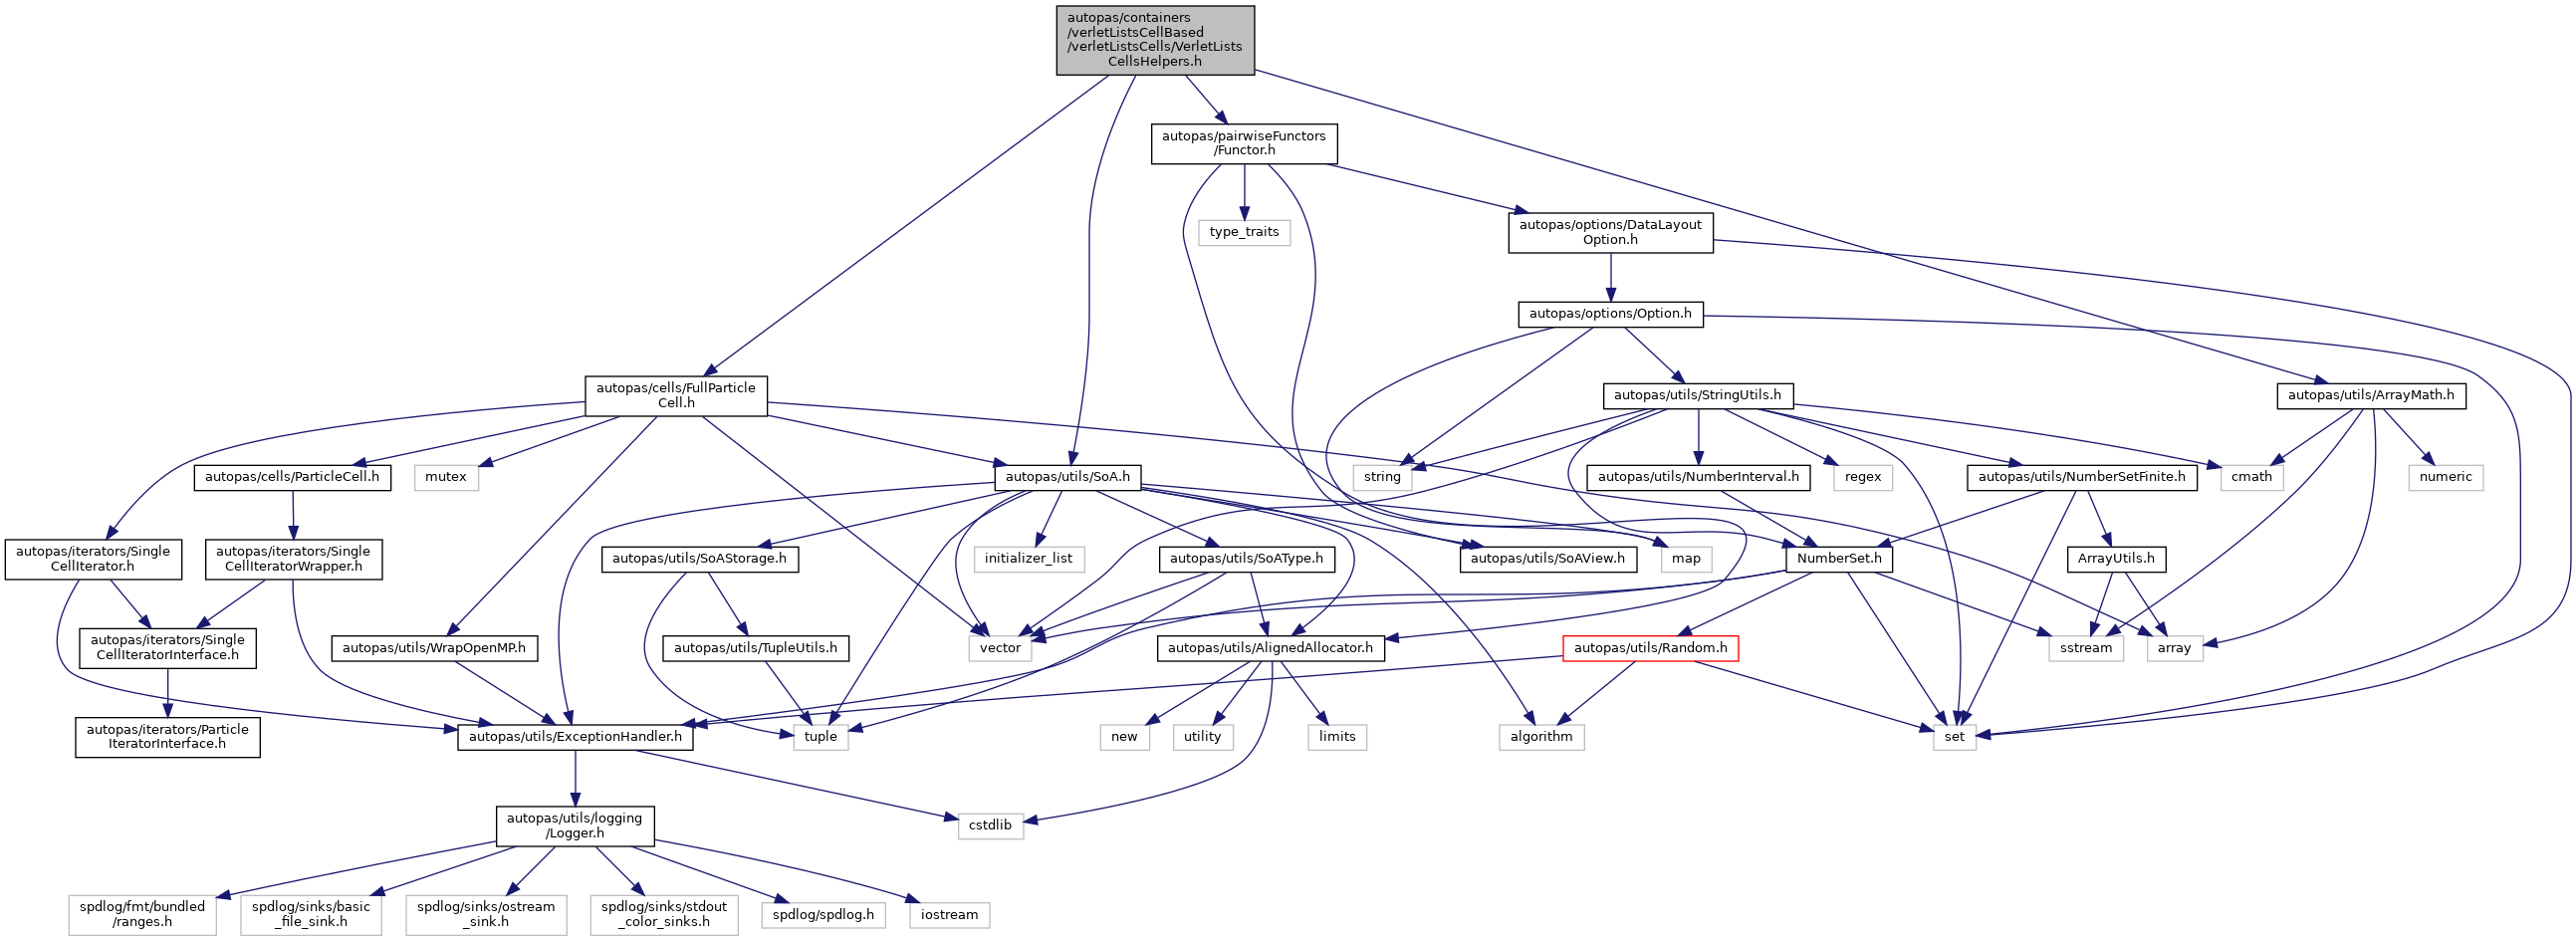 autopas/containers
/verletListsCellBased
/verletListsCells/VerletLists
CellsHelpers.h
autopas/pairwiseFunctors
/Functor.h
type_traits
autopas/options/DataLayout
Option.h
autopas/options/Option.h
autopas/cells/FullParticle
Cell.h
autopas/utils/StringUtils.h
autopas/utils/ArrayMath.h
autopas/cells/ParticleCell.h
mutex
autopas/utils/SoA.h
string
autopas/utils/NumberInterval.h
regex
autopas/utils/NumberSetFinite.h
cmath
numeric
autopas/iterators/Single
CellIterator.h
autopas/iterators/Single
CellIteratorWrapper.h
autopas/utils/SoAStorage.h
initializer_list
autopas/utils/SoAType.h
autopas/utils/SoAView.h
map
NumberSet.h
ArrayUtils.h
autopas/iterators/Single
CellIteratorInterface.h
autopas/utils/WrapOpenMP.h
autopas/utils/TupleUtils.h
vector
autopas/utils/AlignedAllocator.h
autopas/utils/Random.h
sstream
array
autopas/iterators/Particle
IteratorInterface.h
autopas/utils/ExceptionHandler.h
tuple
new
utility
limits
algorithm
set
autopas/utils/logging
/Logger.h
cstdlib
spdlog/fmt/bundled
/ranges.h
spdlog/sinks/basic
_file_sink.h
spdlog/sinks/ostream
_sink.h
spdlog/sinks/stdout
_color_sinks.h
spdlog/spdlog.h
iostream